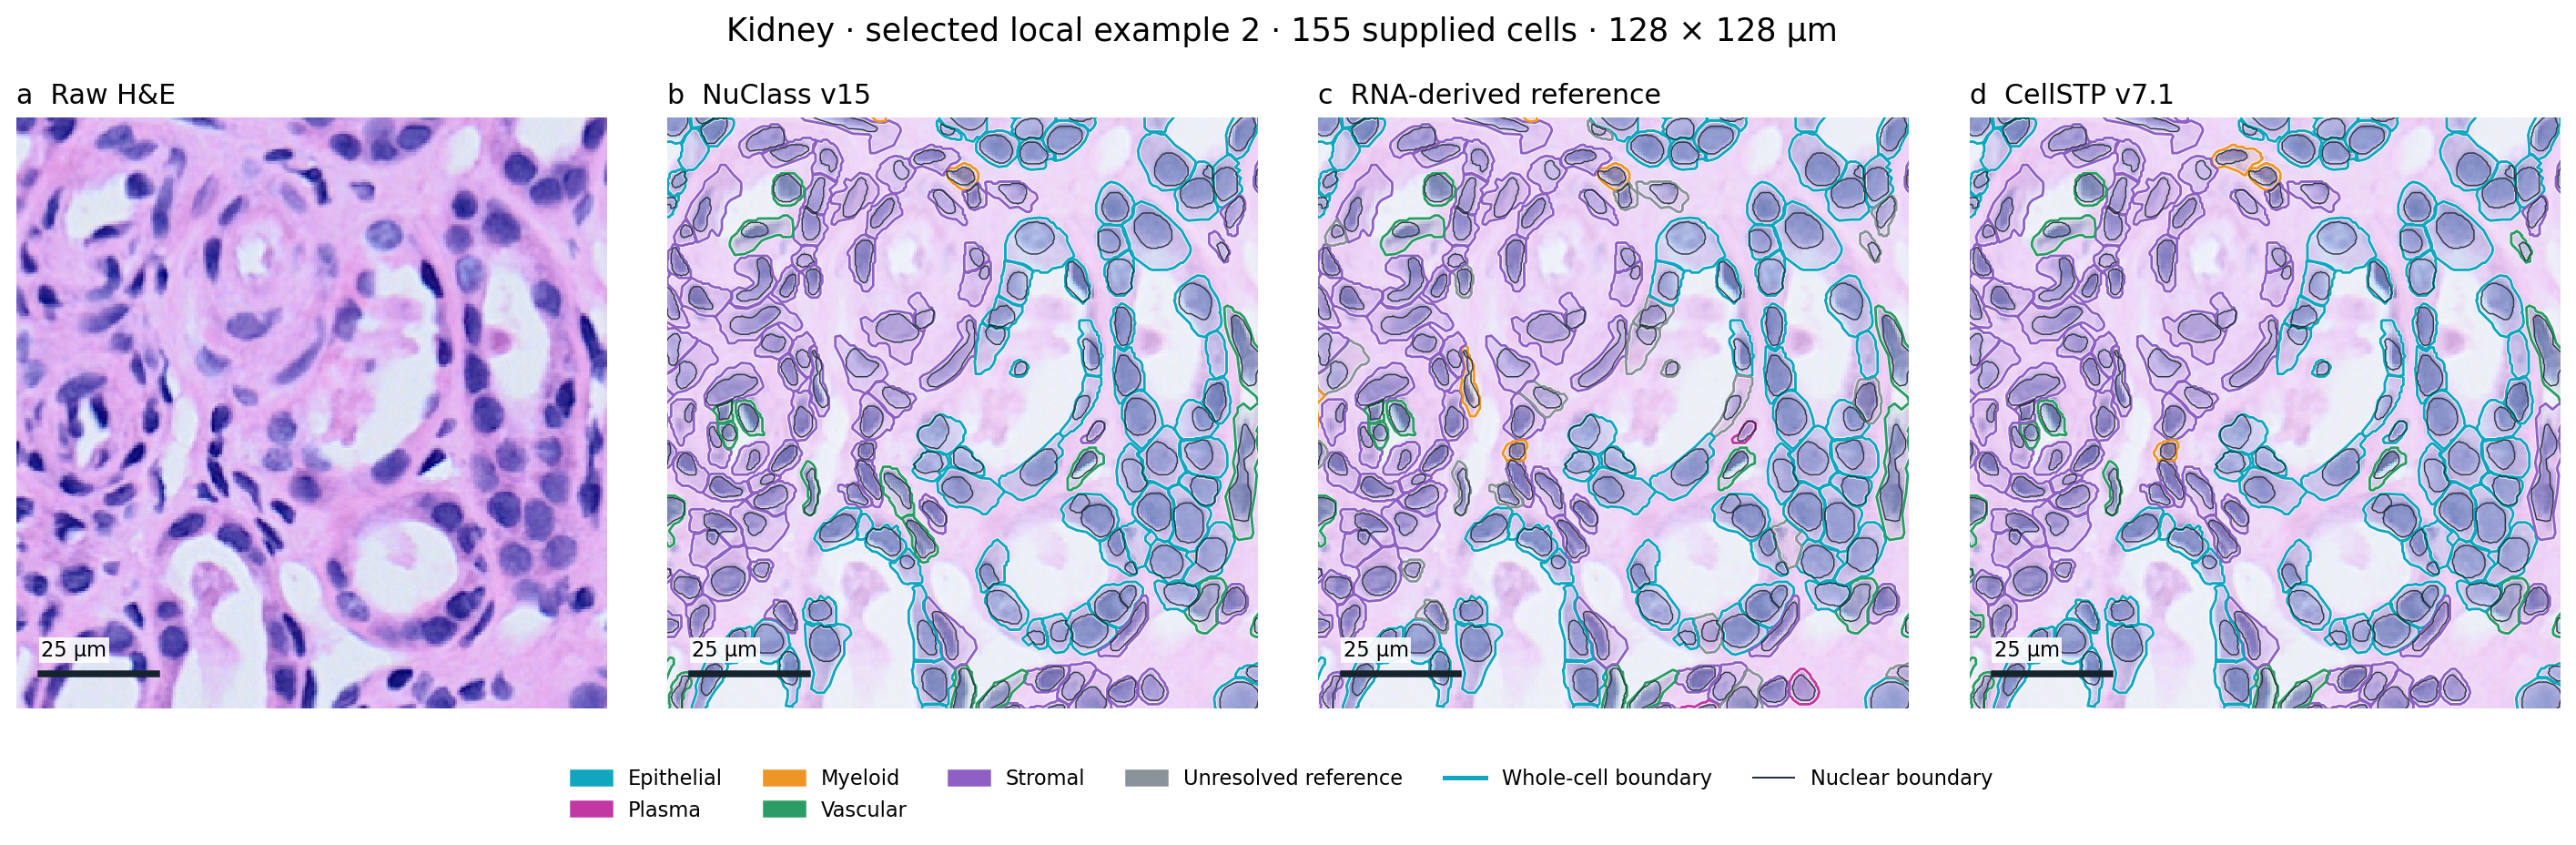 Kidney · selected local example 2 · 155 supplied cells · 128 × 128 µm
a Raw H&E
b NuClass v15
c RNA-derived reference
d CellSTP v7.1
25 µm
25 µm
25 µm
25 µm
Epithelial
Myeloid
Stromal
Unresolved reference
Whole-cell boundary
Nuclear boundary
Plasma
Vascular